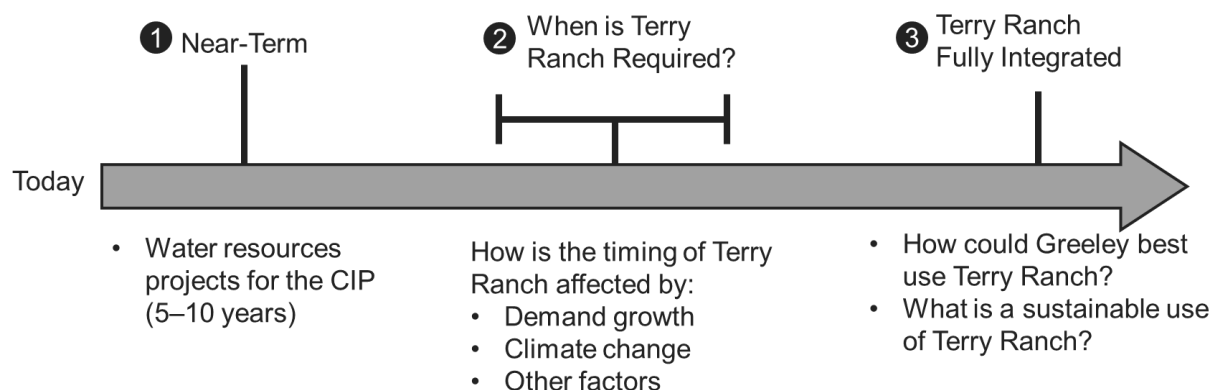 1 Near-Term
2 When is Terry
Ranch Required?
3 Terry Ranch
Fully Integrated
Today
• Water resources
projects for the CIP
(5–10 years)
How is the timing of Terry
Ranch affected by:
• Demand growth
• Climate change
• Other factors
• How could Greeley best
use Terry Ranch?
• What is a sustainable use
of Terry Ranch?